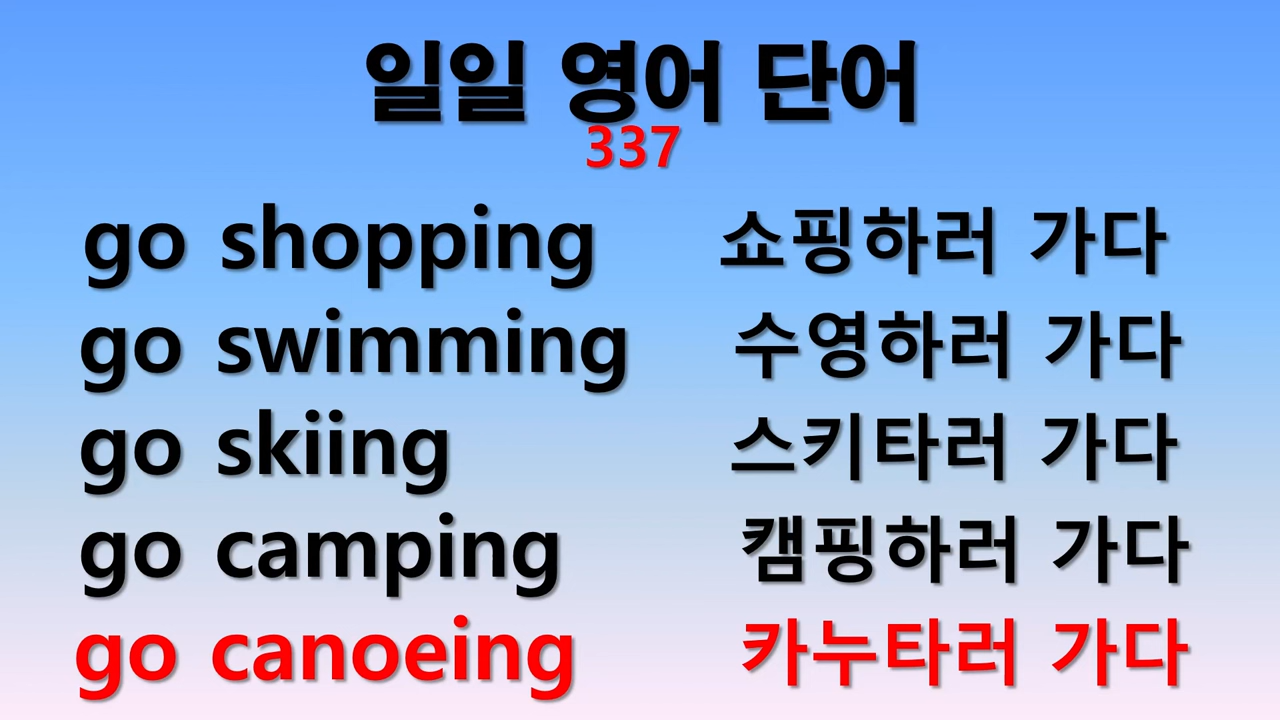 일일 영어 단어
337
go shopping 쇼핑하러 가다
go swimming 수영하러 가다
go skiing 스키타러 가다
go camping 캠핑하러 가다
go canoeing 카누타러 가다